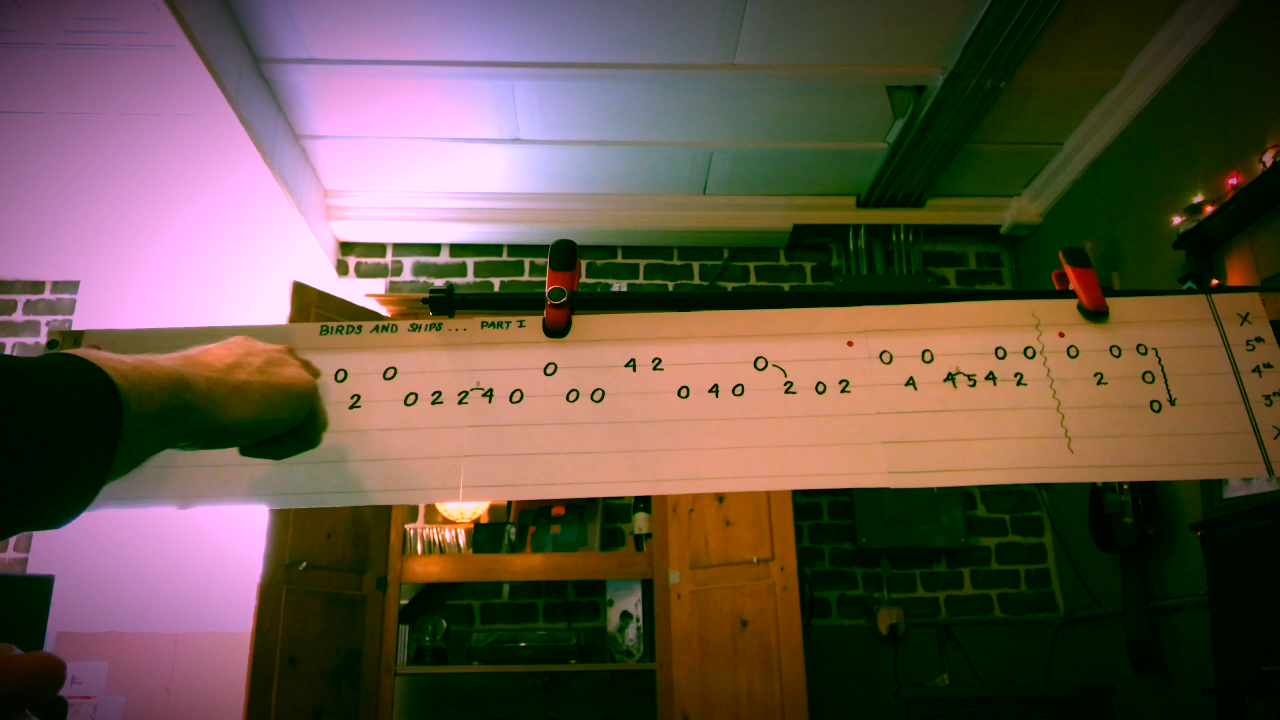 BIRDS AND SHIPS ... PART I
0 0 0 4 2 0 0 0 0 0 0 0 0 X
2 0 2 2 4 0 0 0 0 4 0 2 0 2 4 4 5 4 2 2 0 5th
0 4th
3rd
X